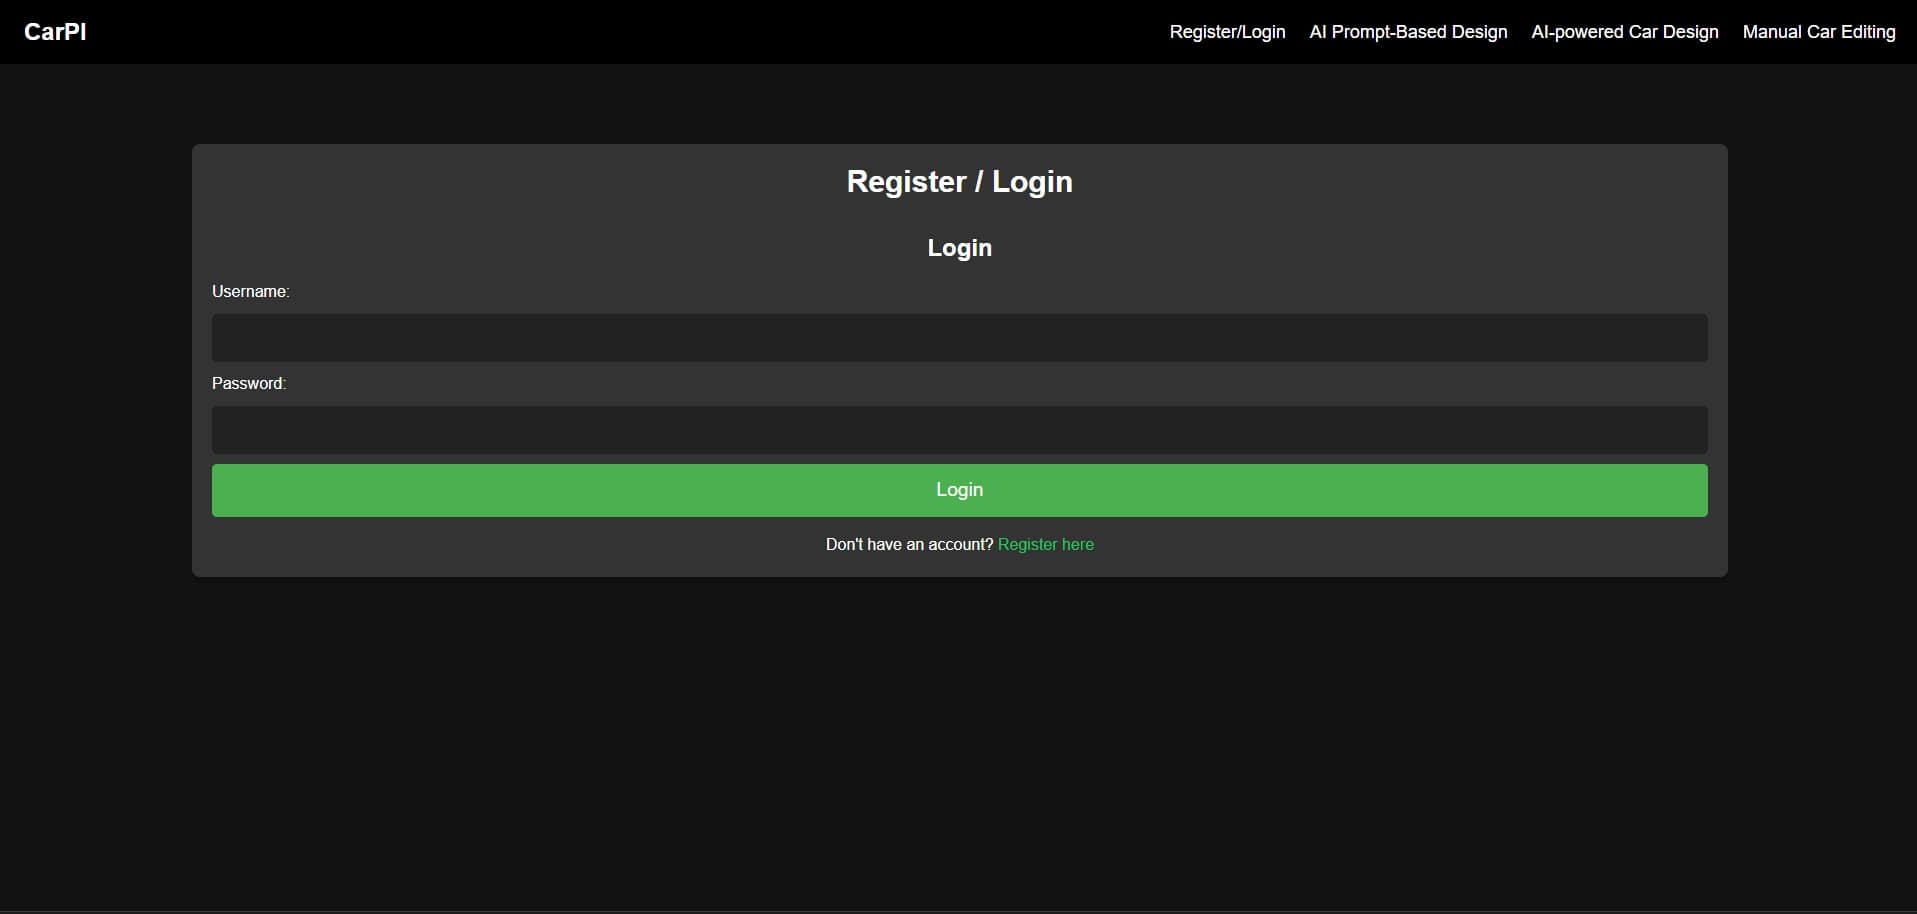 CarPI
Register/Login AI Prompt-Based Design AI-powered Car Design Manual Car Editing
Register / Login
Login
Username:
Password:
Login
Don't have an account? Register here